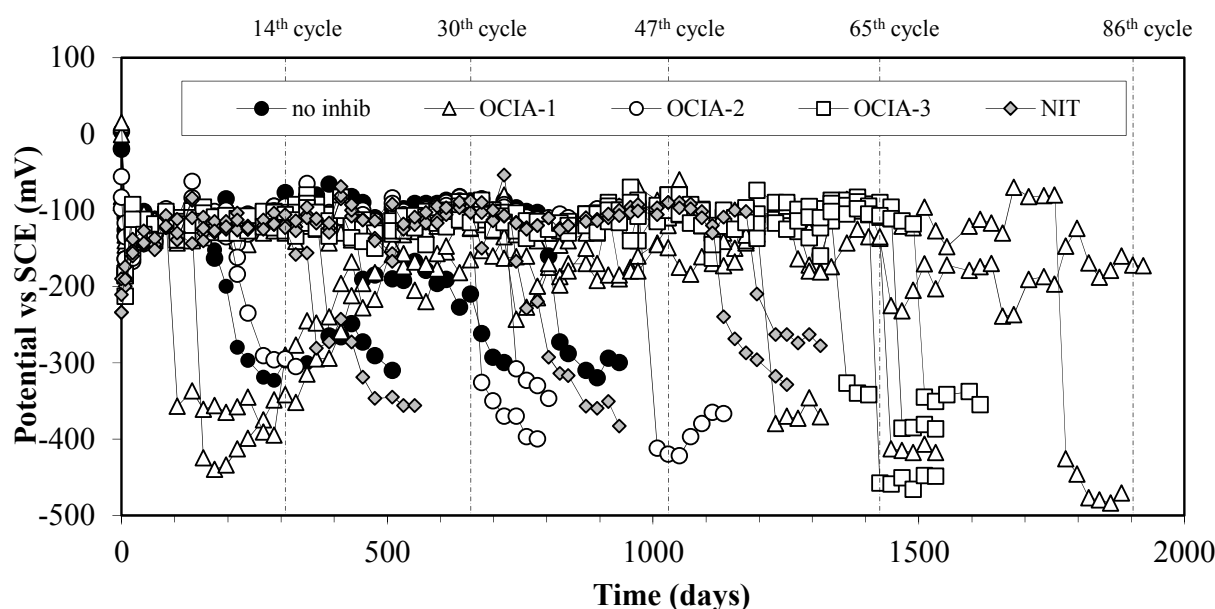 14th cycle 30th cycle 47th cycle 65th cycle 86th cycle
100
0
-100
-200
-300
-400
-500
Potential vs SCE (mV)
no inhib OCIA-1 OCIA-2 OCIA-3 NIT
0 500 1000 1500 2000
Time (days)